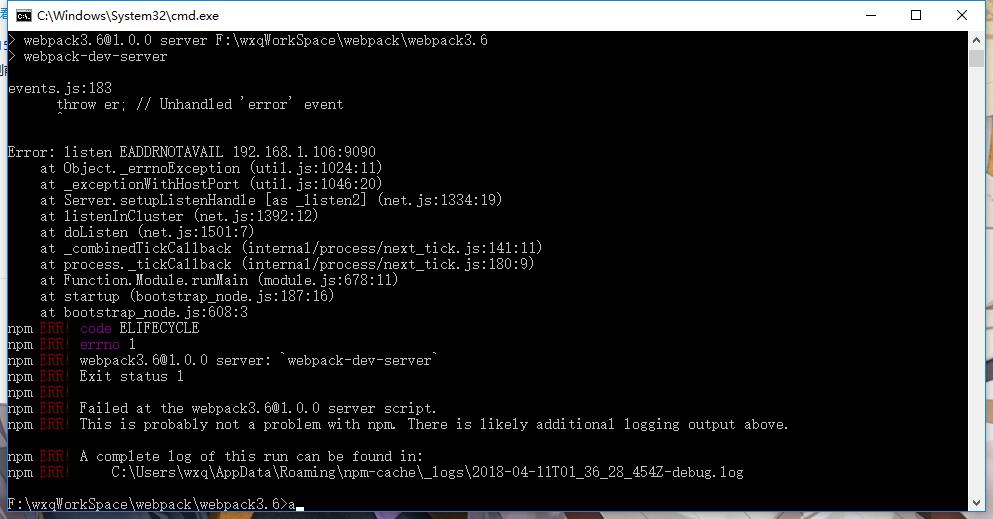 C:\Windows\System32\cmd.exe
> webpack3.6@1.0.0 server F:\wxqWorkSpace\webpack\webpack3.6
> webpack-dev-server
events.js:183
throw er; // Unhandled 'error' event
^
Error: listen EADDRNOTAVAIL 192.168.1.106:9090
at Object._errnoException (util.js:1024:11)
at _exceptionWithHostPort (util.js:1046:20)
at Server.setupListenHandle [as _listen2] (net.js:1334:19)
at listenInCluster (net.js:1392:12)
at doListen (net.js:1501:7)
at _combinedTickCallback (internal/process/next_tick.js:141:11)
at process._tickCallback (internal/process/next_tick.js:180:9)
at Function.Module.runMain (module.js:678:11)
at startup (bootstrap_node.js:187:16)
at bootstrap_node.js:608:3
npm ERR! code ELIFECYCLE
npm ERR! errno 1
npm ERR! webpack3.6@1.0.0 server: `webpack-dev-server`
npm ERR! Exit status 1
npm ERR!
npm ERR! Failed at the webpack3.6@1.0.0 server script.
npm ERR! This is probably not a problem with npm. There is likely additional logging output above.
npm ERR! A complete log of this run can be found in:
npm ERR!     C:\Users\wxq\AppData\Roaming\npm-cache\_logs\2018-04-11T01_36_28_454Z-debug.log
F:\wxqWorkSpace\webpack\webpack3.6>a